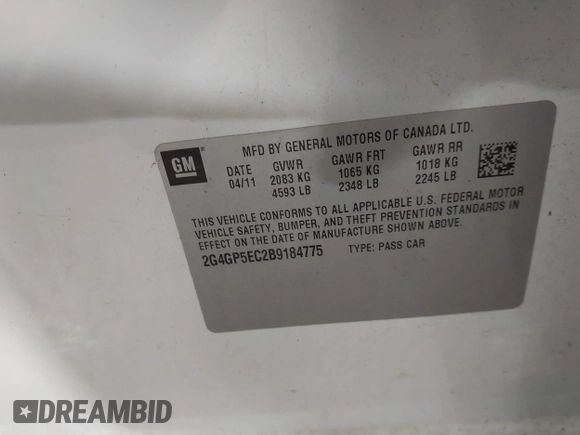 MFD BY GENERAL MOTORS OF CANADA LTD.
GM
DATE GVWR GAWR FRT GAWR RR
04/11 2083 KG 1065 KG 1018 KG
4593 LB 2348 LB 2245 LB
THIS VEHICLE CONFORMS TO ALL APPLICABLE U.S. FEDERAL MOTOR
VEHICLE SAFETY, BUMPER, AND THEFT PREVENTION STANDARDS IN
EFFECT ON THE DATE OF MANUFACTURE SHOWN ABOVE.
2G4GP5EC2B9184775 TYPE: PASS CAR
DREAMBID